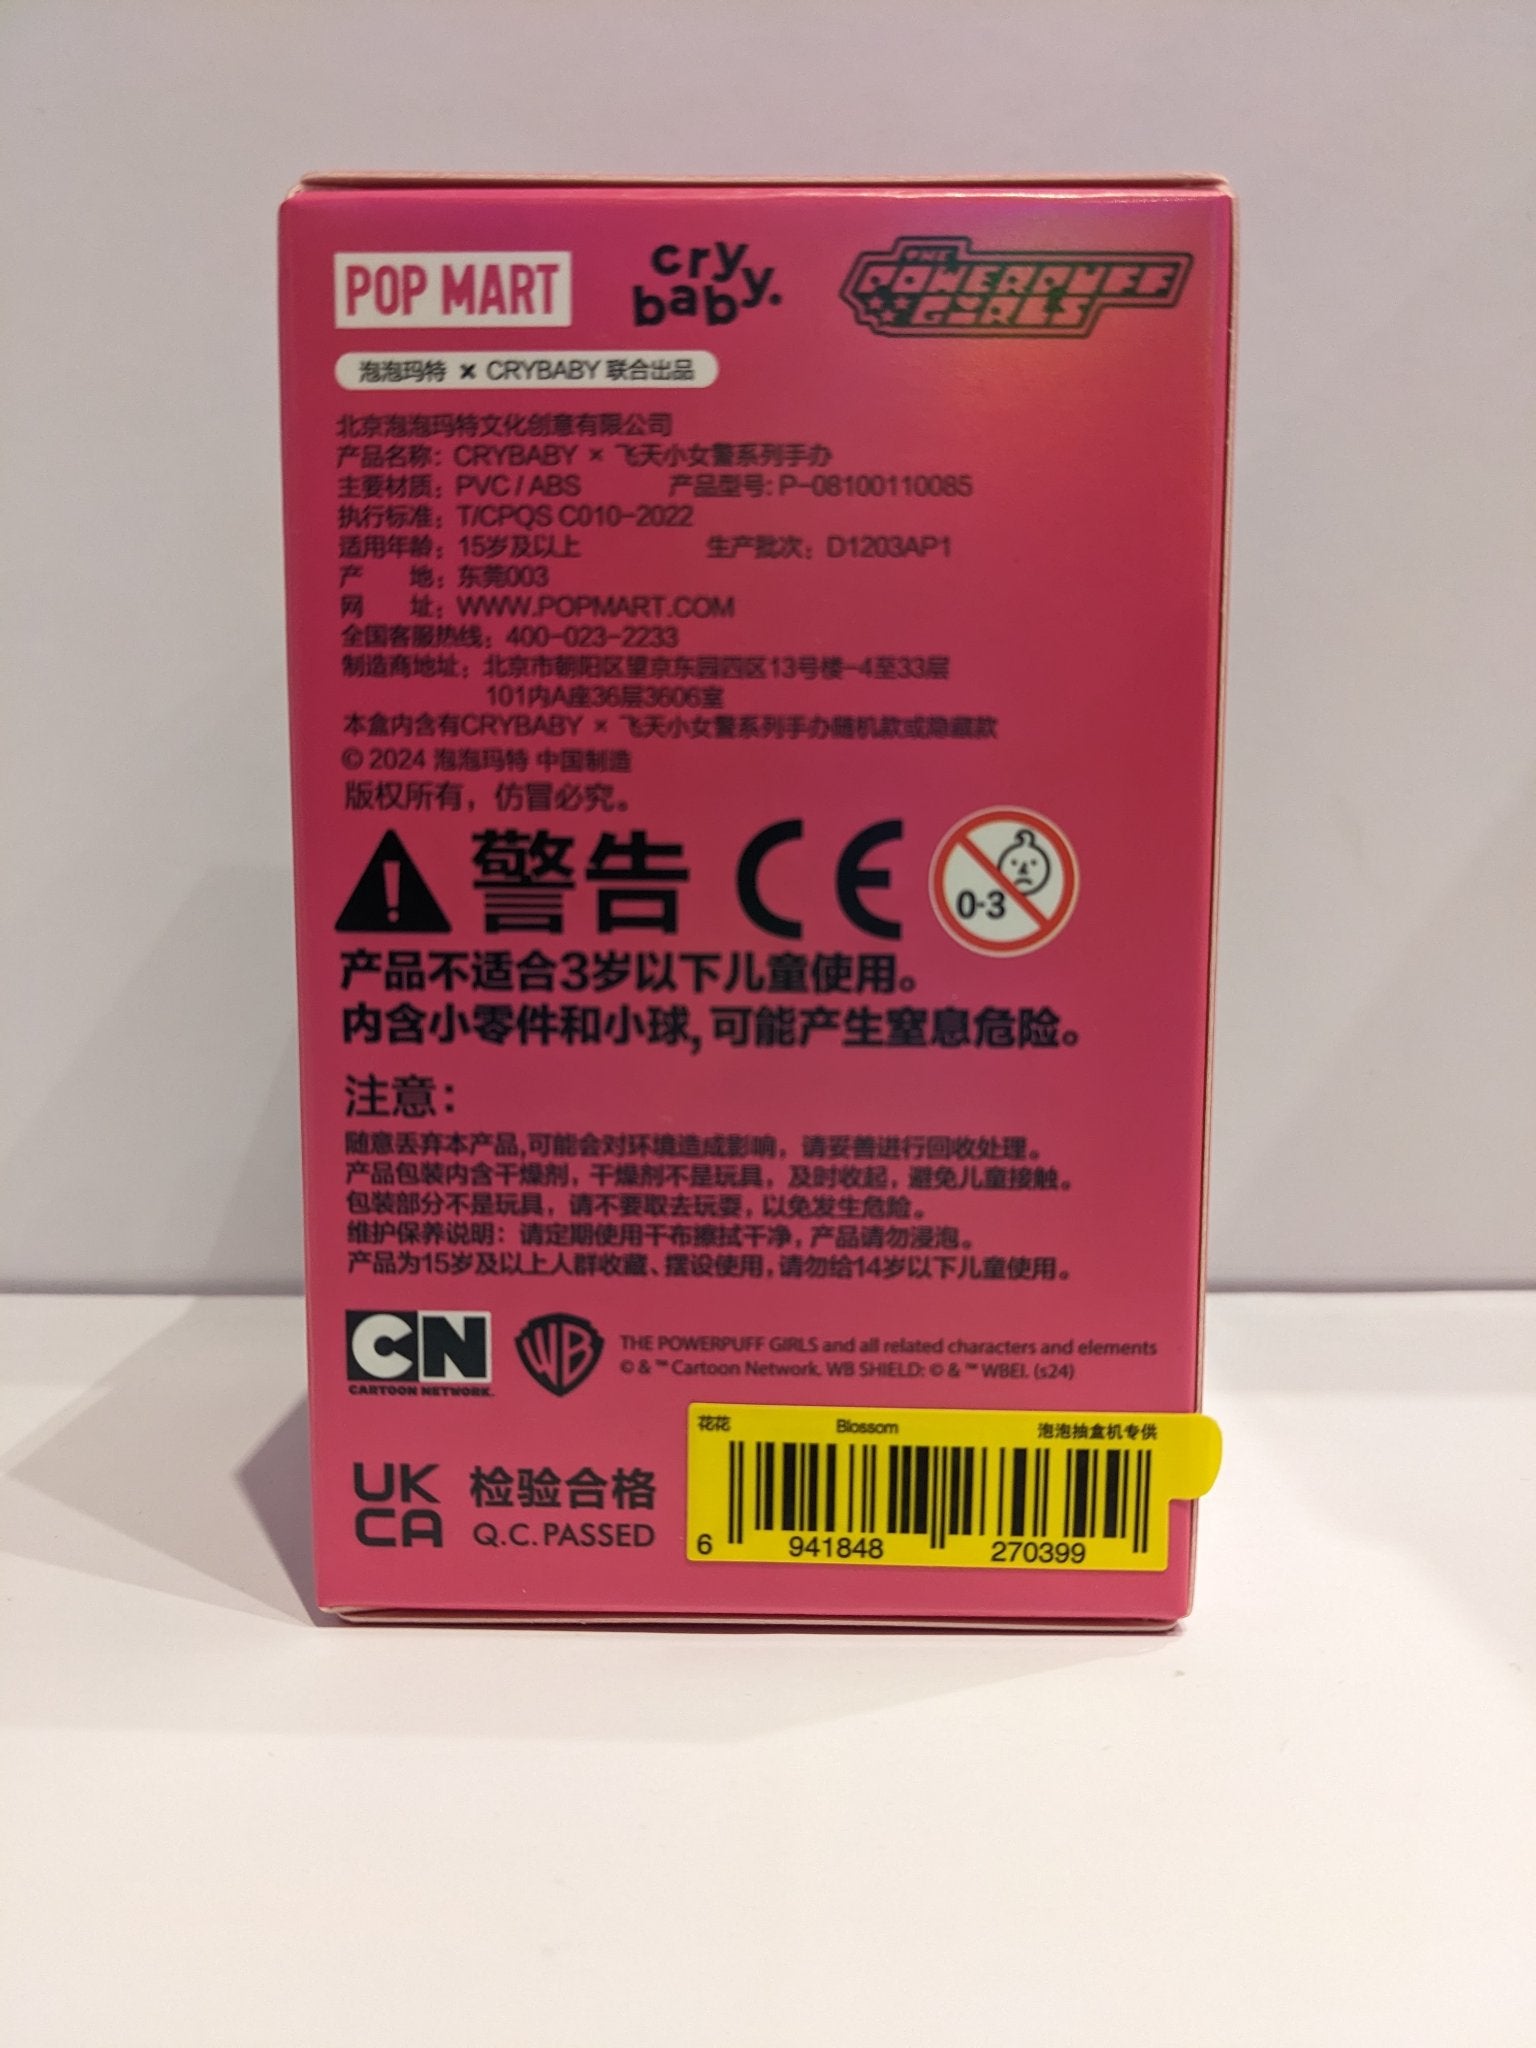 POP MART
cry baby.
THE POWERPUFF GIRLS
泡泡玛特 × CRYBABY 联合出品
北京泡泡玛特文化创意有限公司
产品名称：CRYBABY × 飞天小女警系列手办
主要材质：PVC / ABS 产品型号: P-08100110085
执行标准：T/CPQS C010-2022
适用年龄：15岁及以上 生产批次：D1203AP1
产 地：东莞003
网 址：WWW.POPMART.COM
全国客服热线：400-023-2233
制造商地址：北京市朝阳区望京东园四区13号楼-4至33层
101内A座36层3606室
本盒内含有CRYBABY × 飞天小女警系列手办随机款或隐藏款
© 2024 泡泡玛特 中国制造
版权所有，仿冒必究。
警告 CE 0-3
产品不适合3岁以下儿童使用。
内含小零件和小球, 可能产生窒息危险。
注意：
随意丢弃本产品,可能会对环境造成影响，请妥善进行回收处理。
产品包装内含干燥剂，干燥剂不是玩具，及时收起，避免儿童接触。
包装部分不是玩具，请不要取去玩耍，以免发生危险。
维护保养说明：请定期使用干布擦拭干净，产品请勿浸泡。
产品为15岁及以上人群收藏、摆设使用，请勿给14岁以下儿童使用。
CN
CARTOON NETWORK.
WB
THE POWERPUFF GIRLS and all related characters and elements
© & ™ Cartoon Network. WB SHIELD: © & ™ WBEI. (s24)
花花 Blossom 泡泡抽盒机专供
6 941848 270399
UK
CA
检验合格
Q.C. PASSED